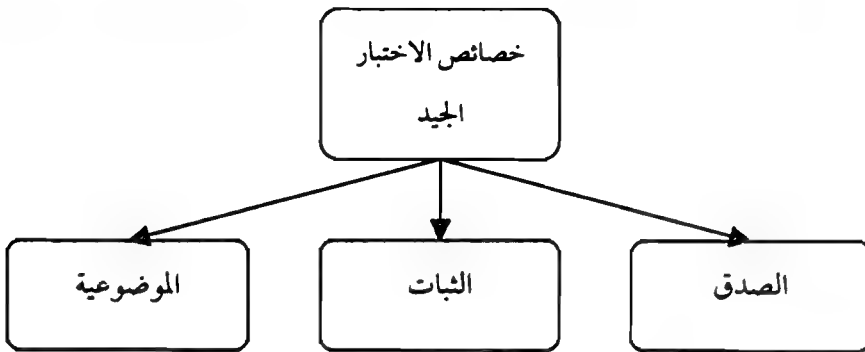 خصائص الاختبار
الجيد
الصدق
الثبات
الموضوعية